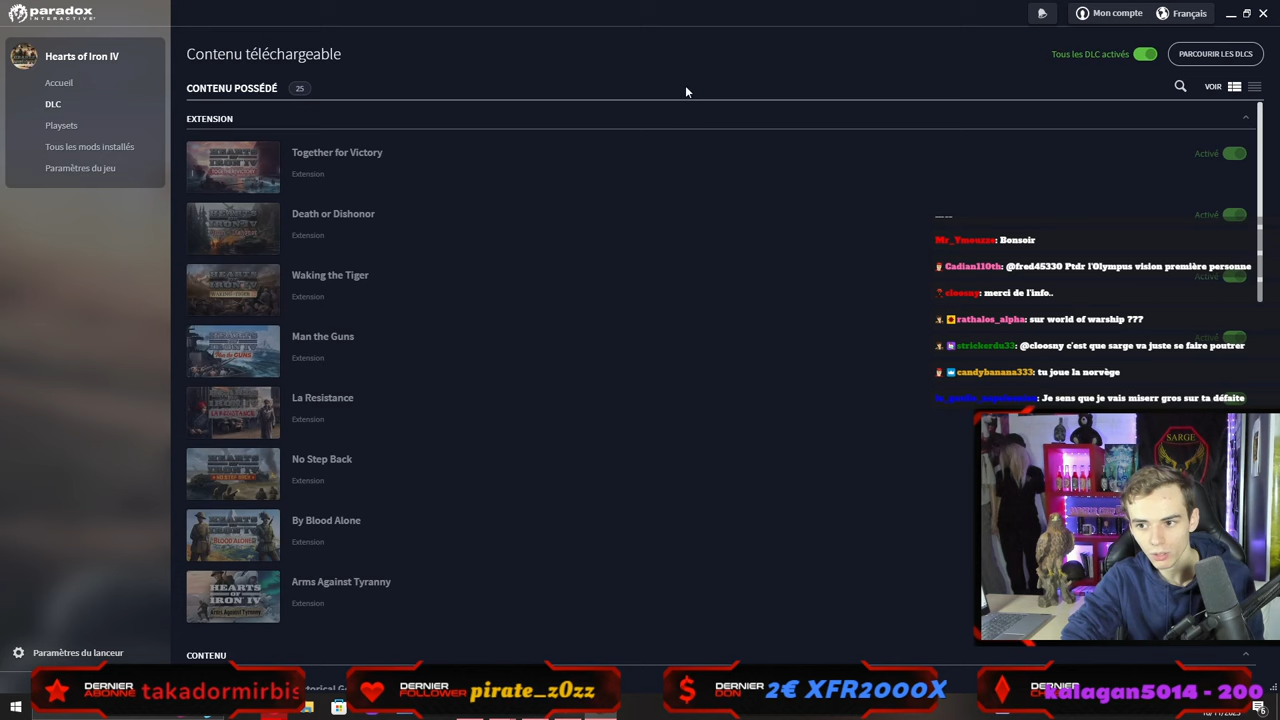 paradox
INTERACTIVE
Mon compte
Français
Hearts of Iron IV
Accueil
DLC
Playsets
Tous les mods installés
Paramètres du jeu
Contenu téléchargeable
Tous les DLC activés
PARCOURIR LES DLCS
CONTENU POSSÉDÉ 25
VOIR
EXTENSION
Together for Victory
Extension
Activé
Death or Dishonor
Extension
Activé
Waking the Tiger
Extension
Activé
Man the Guns
Extension
La Resistance
Extension
No Step Back
Extension
By Blood Alone
Extension
Arms Against Tyranny
Extension
CONTENU
Mr_Ymouzze: Bonsoir
Cadian110th: @fred45330 Ptdr l'Olympus vision première personne
cloosny: merci de l'info..
rathalos_alpha: sur world of warship ???
strickerdu33: @cloosny c'est que sarge va juste se faire poutrer
candybanana333: tu joue la norvège
: Je sens que je vais miserr gros sur ta défaite
SARGE
Paramètres du lanceur
DERNIER
ABONNÉ
takadormirbis
DERNIER
FOLLOWER
pirate_z0zz
DERNIER
DON
2€ XFR2000X
DERNIER
kalagan5014 - 200